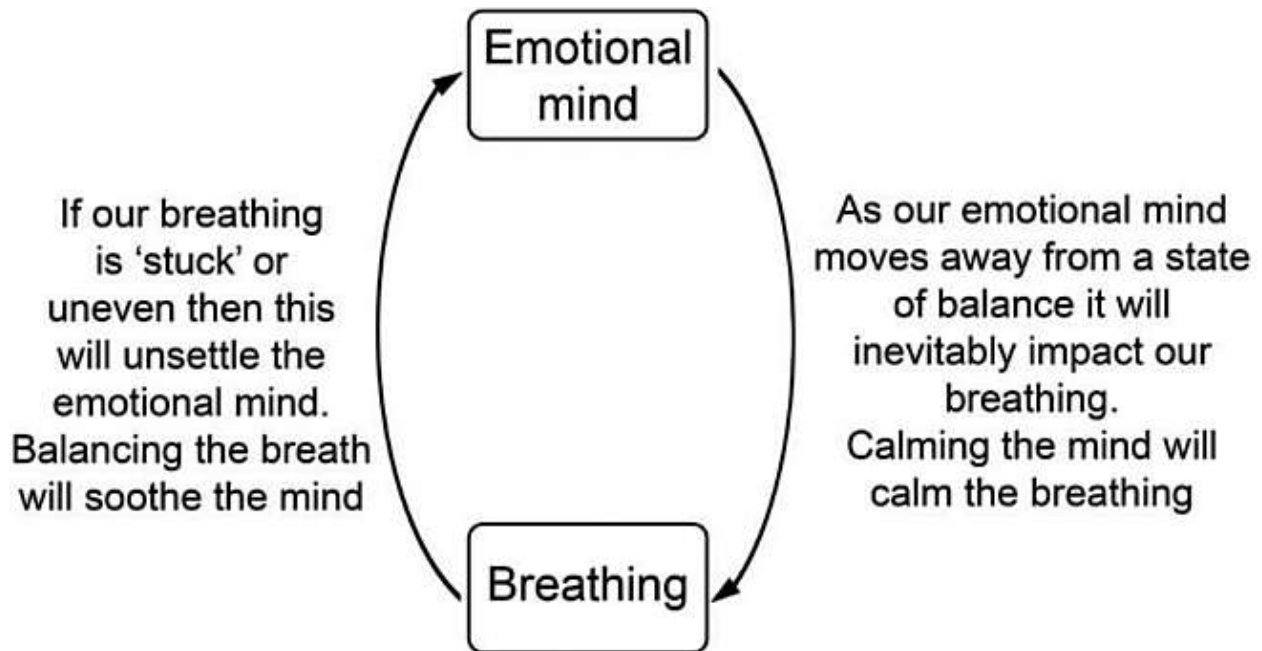 Emotional
mind
If our breathing
is ‘stuck’ or
uneven then this
will unsettle the
emotional mind.
Balancing the breath
will soothe the mind
As our emotional mind
moves away from a state
of balance it will
inevitably impact our
breathing.
Calming the mind will
calm the breathing
Breathing